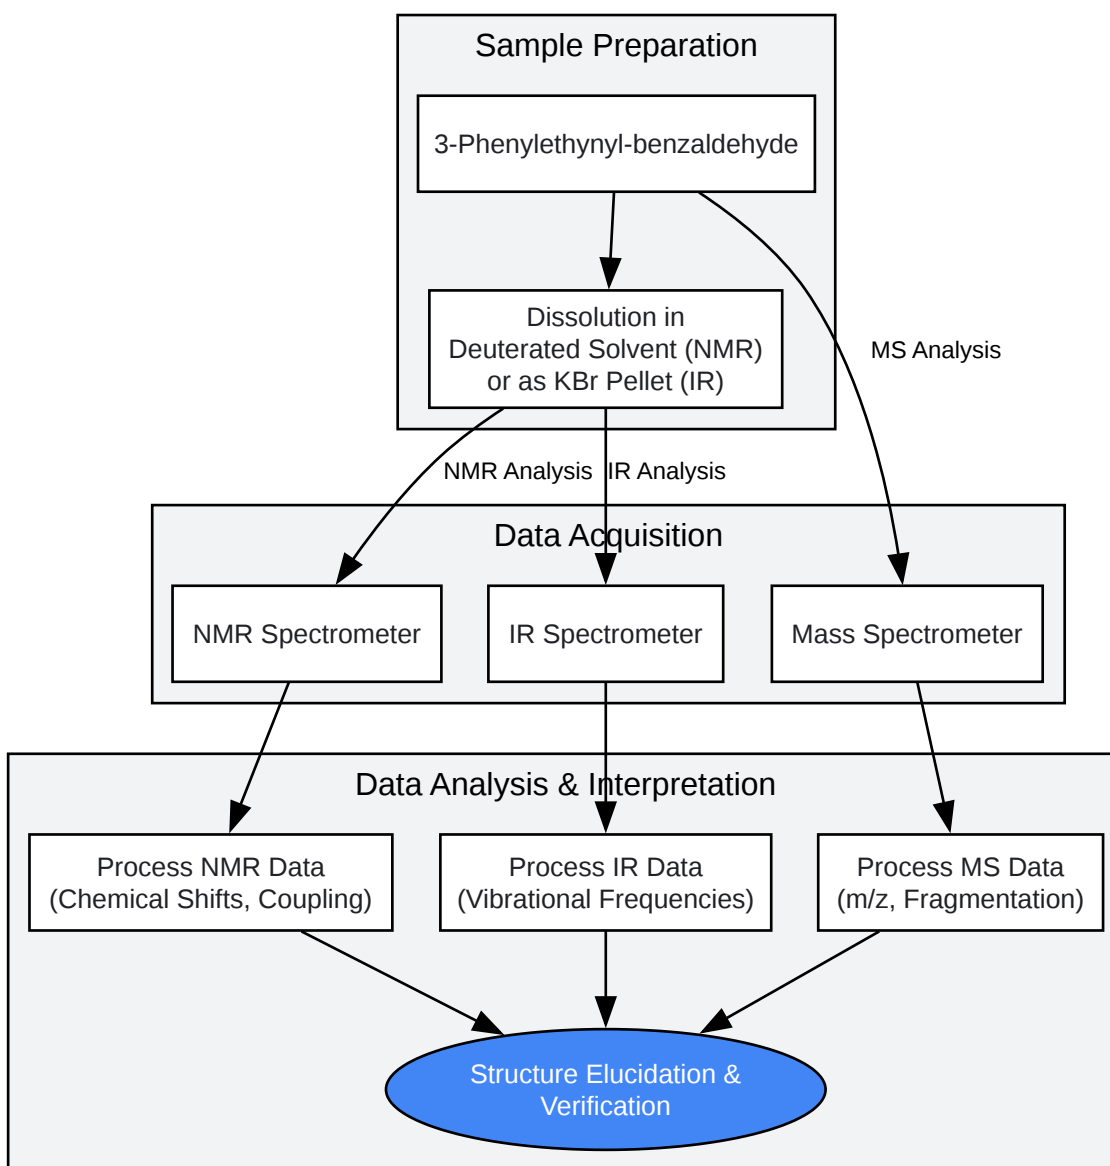 Sample Preparation
3-Phenylethynyl-benzaldehyde
Dissolution in
Deuterated Solvent (NMR)
or as KBr Pellet (IR)
MS Analysis
NMR Analysis
IR Analysis
Data Acquisition
NMR Spectrometer
IR Spectrometer
Mass Spectrometer
Data Analysis & Interpretation
Process NMR Data
(Chemical Shifts, Coupling)
Process IR Data
(Vibrational Frequencies)
Process MS Data
(m/z, Fragmentation)
Structure Elucidation &
Verification